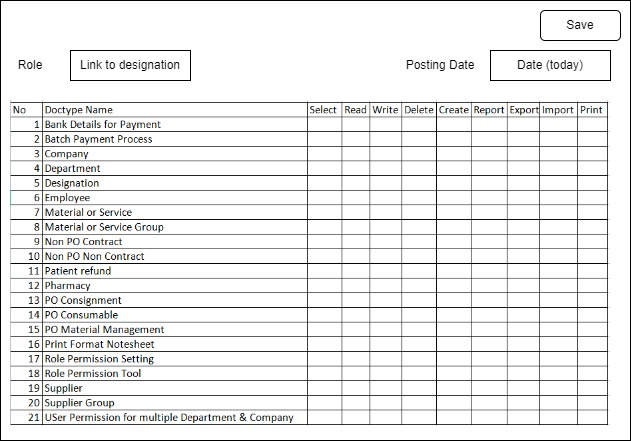 Save
Role Link to designation Posting Date Date (today)
No Doctype Name Select Read Write Delete Create Report Export Import Print
1 Bank Details for Payment
2 Batch Payment Process
3 Company
4 Department
5 Designation
6 Employee
7 Material or Service
8 Material or Service Group
9 Non PO Contract
10 Non PO Non Contract
11 Patient refund
12 Pharmacy
13 PO Consignment
14 PO Consumable
15 PO Material Management
16 Print Format Notesheet
17 Role Permission Setting
18 Role Permission Tool
19 Supplier
20 Supplier Group
21 USer Permission for multiple Department & Company